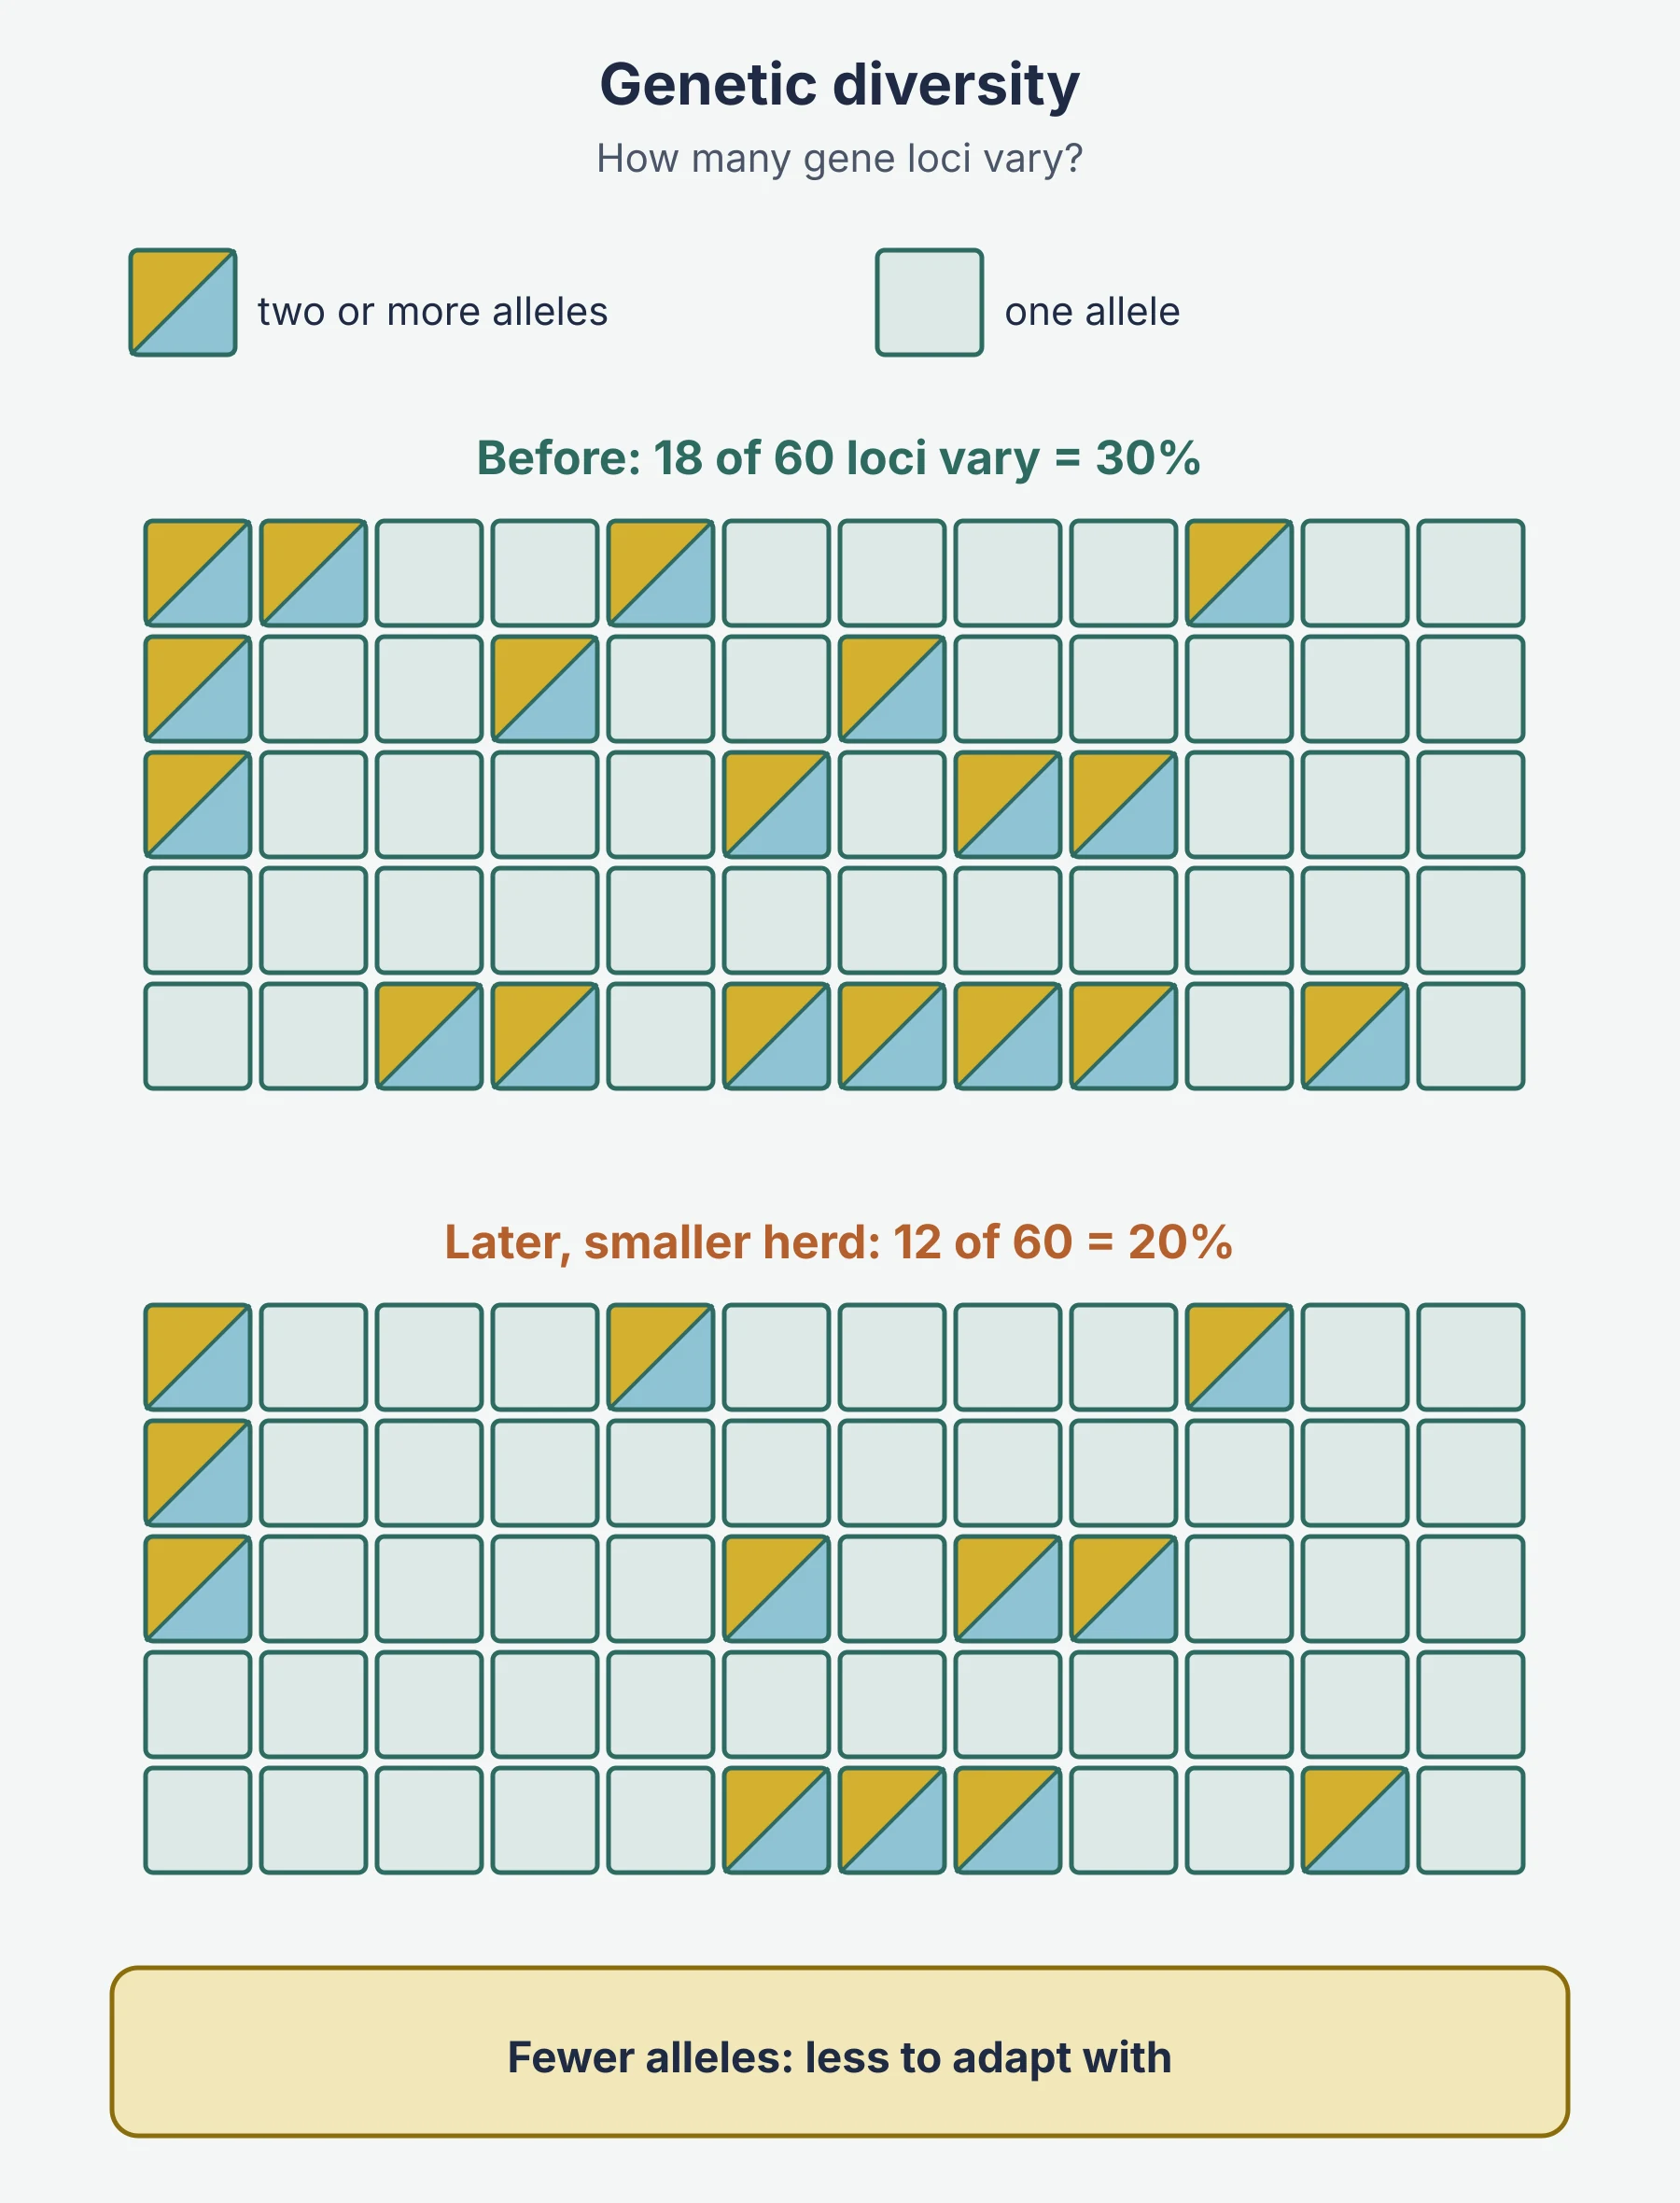 Genetic diversity
How many gene loci vary?
two or more alleles
one allele
Before: 18 of 60 loci vary = 30%
Later, smaller herd: 12 of 60 = 20%
Fewer alleles: less to adapt with